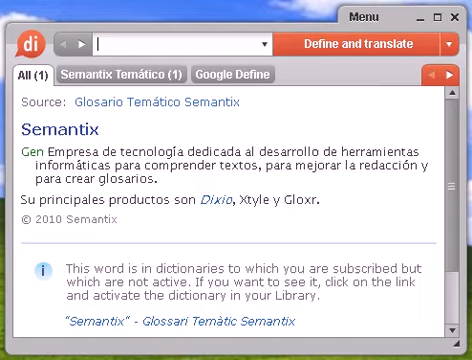 Menu
di
Define and translate
All (1)
Semantix Temático (1)
Google Define
Source: Glosario Temático Semantix
Semantix
Gen Empresa de tecnología dedicada al desarrollo de herramientas
informáticas para comprender textos, para mejorar la redacción y
para crear glosarios.
Su principales productos son Dixio, Xtyle y Gloxr.
© 2010 Semantix
i
This word is in dictionaries to which you are subscribed but
which are not active. If you want to see it, click on the link
and activate the dictionary in your Library.
"Semantix" - Glossari Temàtic Semantix